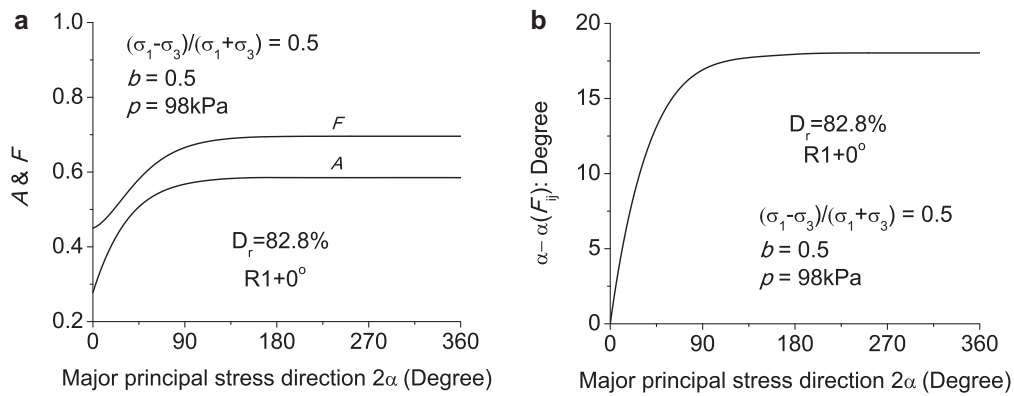 a
1.0
0.8
0.6
0.4
0.2
A & F
(σ₁-σ₃)/(σ₁+σ₃) = 0.5
b = 0.5
p = 98kPa
F
A
Dᵣ=82.8%
R1+0°
0 90 180 270 360
Major principal stress direction 2α (Degree)
b
20
15
10
5
0
α− α(Fᵢⱼ): Degree
Dᵣ=82.8%
R1+0°
(σ₁-σ₃)/(σ₁+σ₃) = 0.5
b = 0.5
p = 98kPa
0 90 180 270 360
Major principal stress direction 2α (Degree)